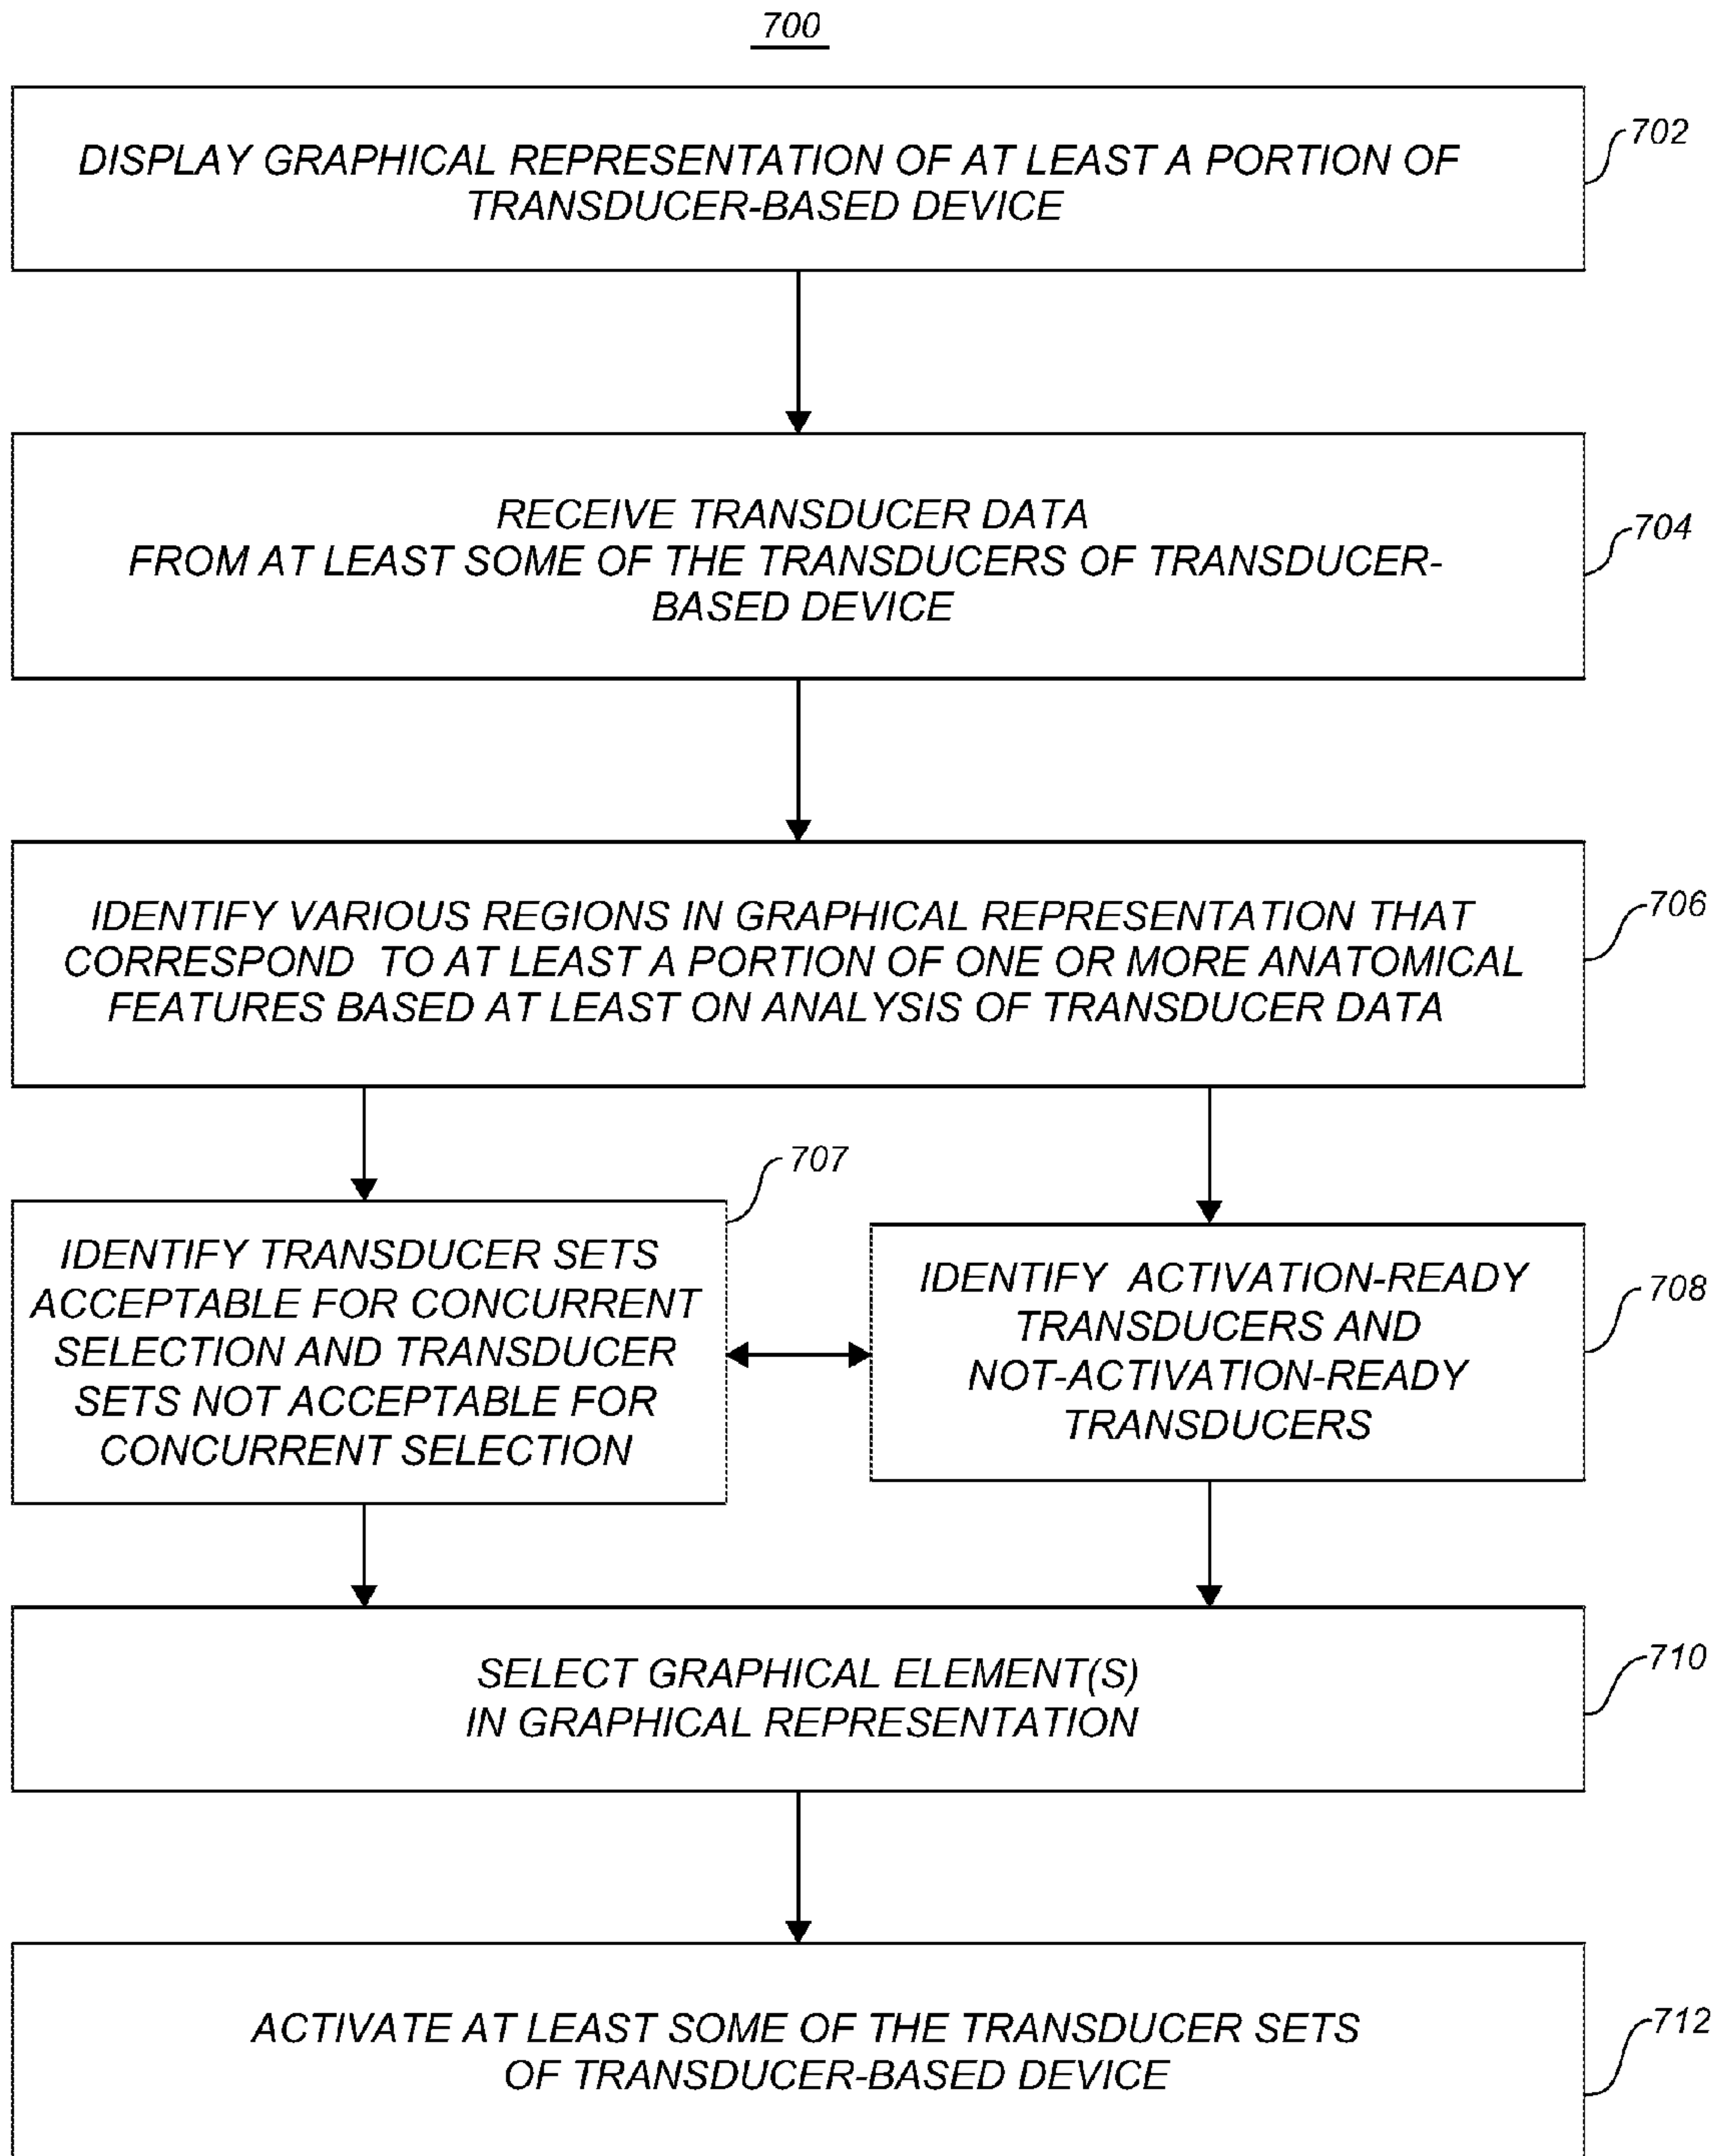 700
DISPLAY GRAPHICAL REPRESENTATION OF AT LEAST A PORTION OF
TRANSDUCER-BASED DEVICE
702
RECEIVE TRANSDUCER DATA
FROM AT LEAST SOME OF THE TRANSDUCERS OF TRANSDUCER-
BASED DEVICE
704
IDENTIFY VARIOUS REGIONS IN GRAPHICAL REPRESENTATION THAT
CORRESPOND TO AT LEAST A PORTION OF ONE OR MORE ANATOMICAL
FEATURES BASED AT LEAST ON ANALYSIS OF TRANSDUCER DATA
706
707
IDENTIFY TRANSDUCER SETS
ACCEPTABLE FOR CONCURRENT
SELECTION AND TRANSDUCER
SETS NOT ACCEPTABLE FOR
CONCURRENT SELECTION
IDENTIFY ACTIVATION-READY
TRANSDUCERS AND
NOT-ACTIVATION-READY
TRANSDUCERS
708
SELECT GRAPHICAL ELEMENT(S)
IN GRAPHICAL REPRESENTATION
710
ACTIVATE AT LEAST SOME OF THE TRANSDUCER SETS
OF TRANSDUCER-BASED DEVICE
712